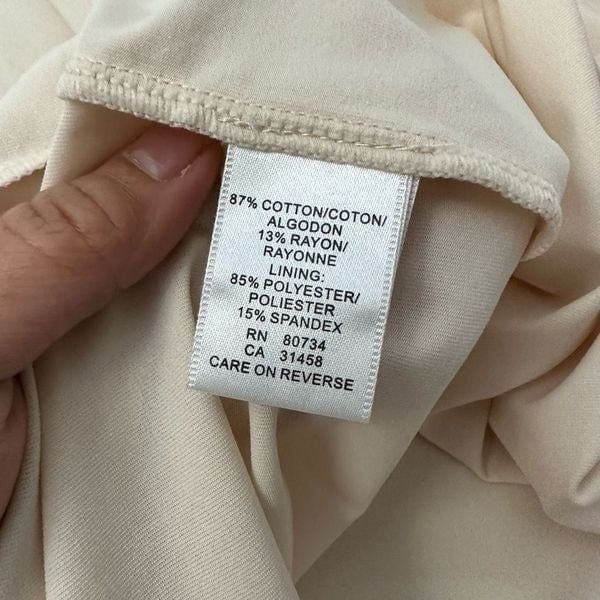 87% COTTON/COTON/
ALGODON
13% RAYON/
RAYONNE
LINING:
85% POLYESTER/
POLIESTER
15% SPANDEX
RN 80734
CA 31458
CARE ON REVERSE